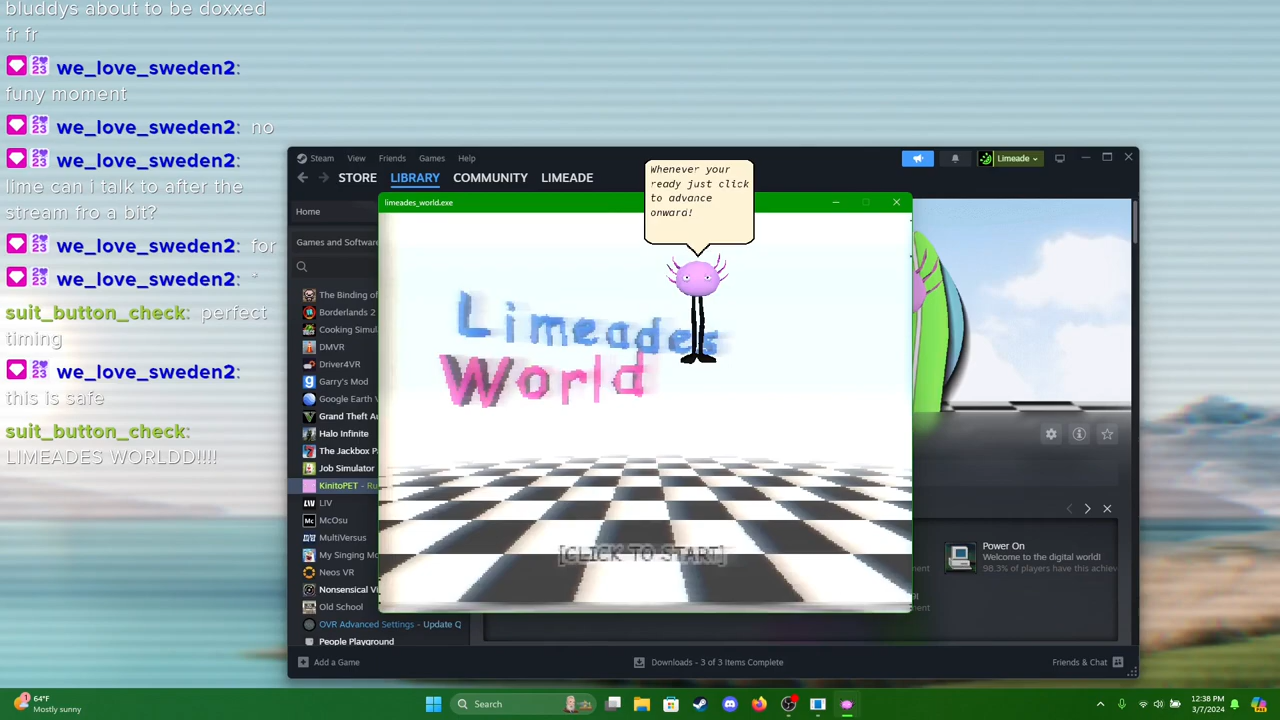 bluddys about to be doxxed
fr fr
we_love_sweden2:
funy moment
we_love_sweden2: no
we_love_sweden2:
lime can i talk to after the
stream fro a bit?
we_love_sweden2: for
we_love_sweden2: *
suit_button_check: perfect
timing
we_love_sweden2:
this is safe
suit_button_check:
LIMEADES WORLDD!!!!
Steam View Friends Games Help
Limeade
STORE LIBRARY COMMUNITY LIMEADE
Home
Games and Software
The Binding of
Borderlands 2
Cooking Simul
DMVR
Driver4VR
Garry's Mod
Google Earth V
Grand Theft Au
Halo Infinite
The Jackbox P
Job Simulator
KinitoPET - Ru
LIV
McOsu
MultiVersus
My Singing Mo
Neos VR
Nonsensical Vi
Old School
OVR Advanced Settings - Update Q
People Playground
limeades_world.exe
Whenever your
ready just click
to advance
onward!
Limeades
World
[CLICK TO START]
Power On
Welcome to the digital world!
98.3% of players have this achiev
Add a Game
Downloads - 3 of 3 Items Complete
Friends & Chat
1
64°F
Mostly sunny
Search
12:38 PM
3/7/2024